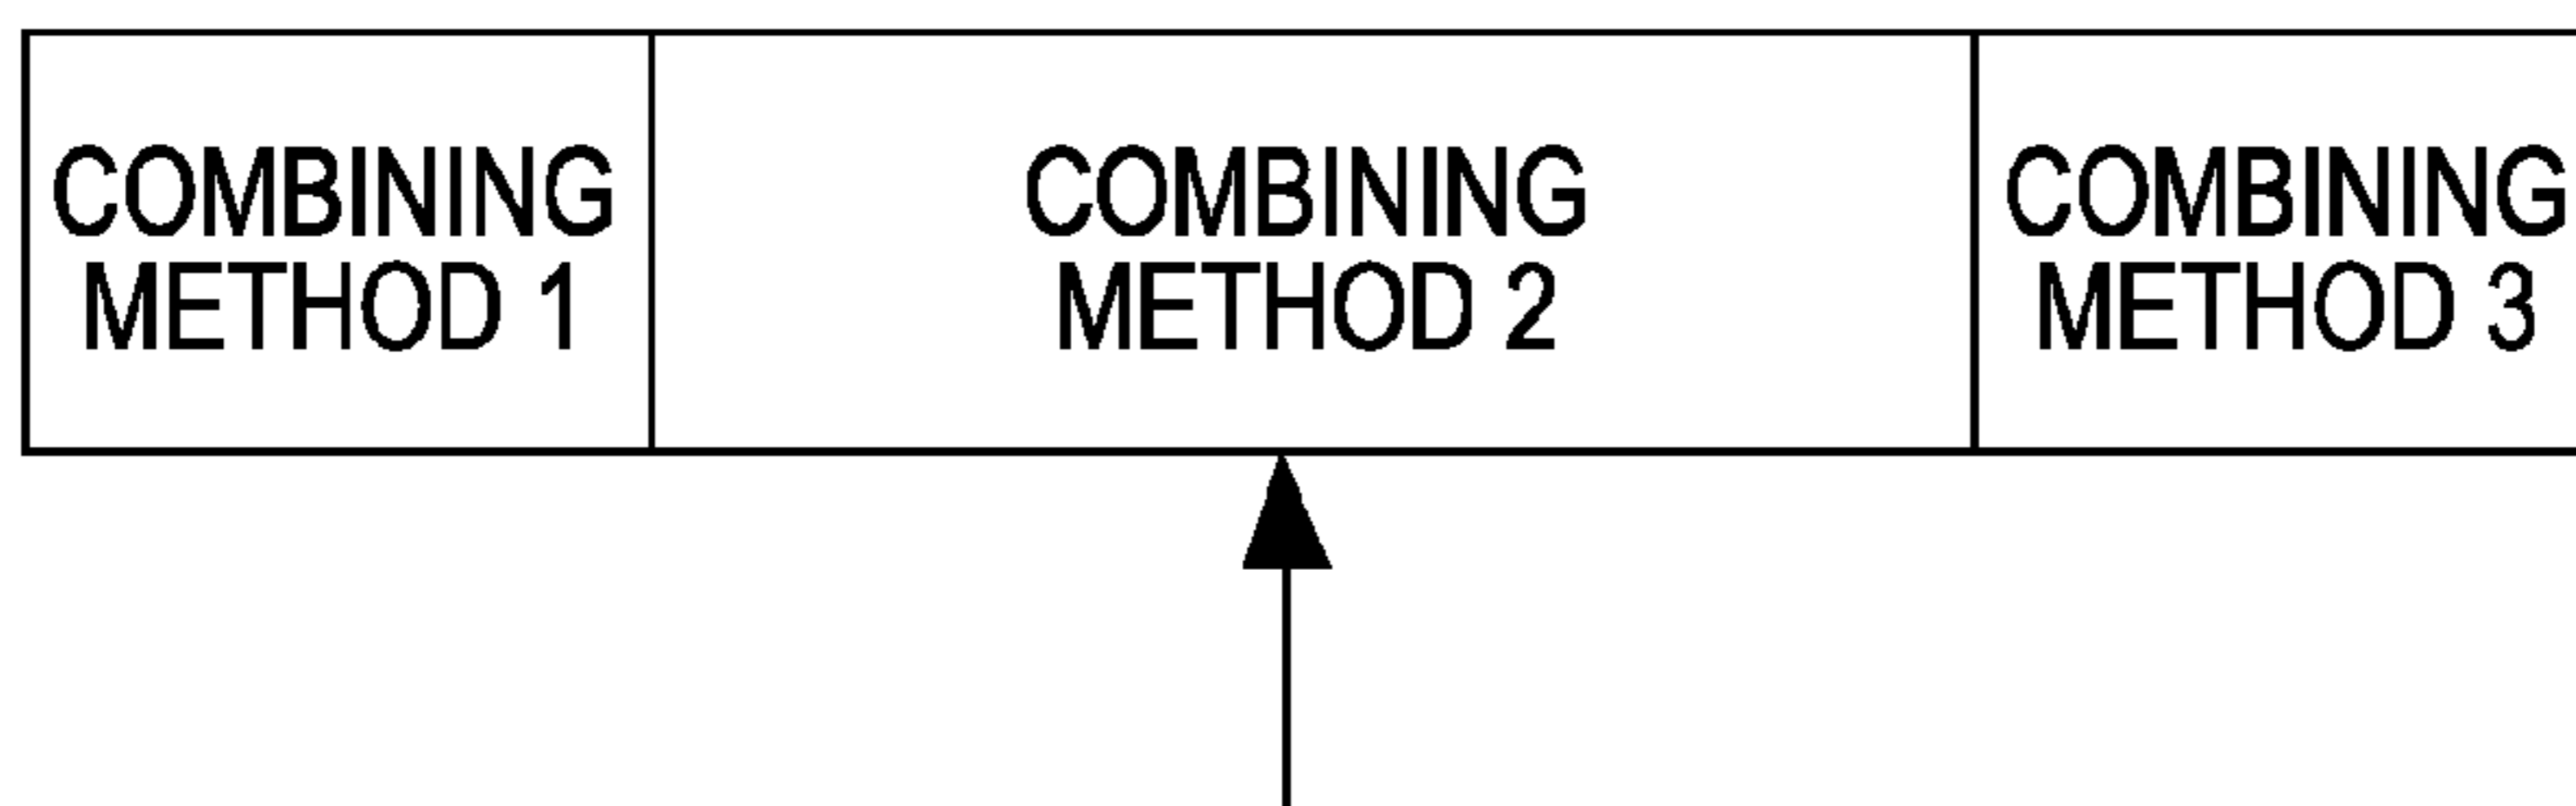 COMBINING
METHOD 1
COMBINING
METHOD 2
COMBINING
METHOD 3